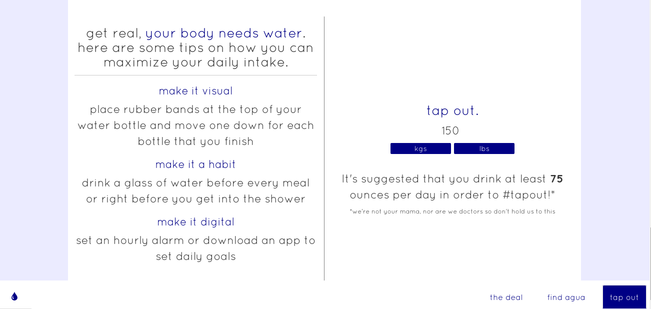 get real, your body needs water.
here are some tips on how you can
maximize your daily intake.
make it visual
place rubber bands at the top of your
water bottle and move one down for each
bottle that you finish
make it a habit
drink a glass of water before every meal
or right before you get into the shower
make it digital
set an hourly alarm or download an app to
set daily goals
tap out.
150
kgs lbs
It's suggested that you drink at least 75
ounces per day in order to #tapout!*
*we're not your mama, nor are we doctors so don't hold us to this
the deal find agua tap out